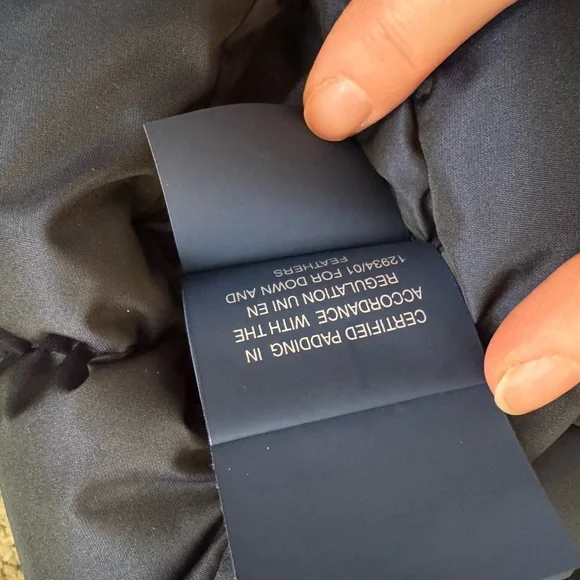 CERTIFIED PADDING IN
ACCORDANCE WITH THE
REGULATION UNI EN
12934/01 FOR DOWN AND
FEATHERS